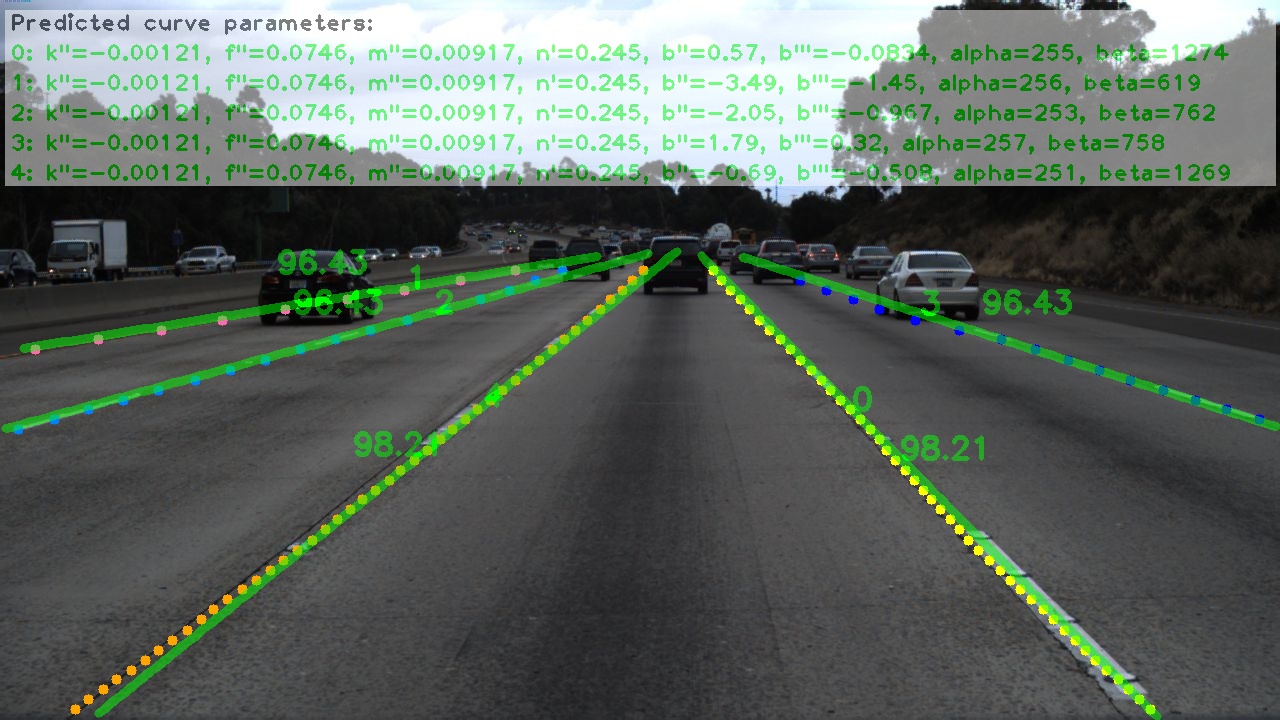 Predicted curve parameters:
0: k''=-0.00121, f''=0.0746, m''=0.00917, n'=0.245, b''=0.57, b'''=-0.0834, alpha=255, beta=1274
1: k''=-0.00121, f''=0.0746, m''=0.00917, n'=0.245, b''=-3.49, b'''=-1.45, alpha=256, beta=619
2: k''=-0.00121, f''=0.0746, m''=0.00917, n'=0.245, b''=-2.05, b'''=-0.967, alpha=253, beta=762
3: k''=-0.00121, f''=0.0746, m''=0.00917, n'=0.245, b''=1.79, b'''=0.32, alpha=257, beta=758
4: k''=-0.00121, f''=0.0746, m''=0.00917, n'=0.245, b''=-0.69, b'''=-0.508, alpha=251, beta=1269
96.43 1
96.43 2 3 96.43
4 0
98.21 98.21